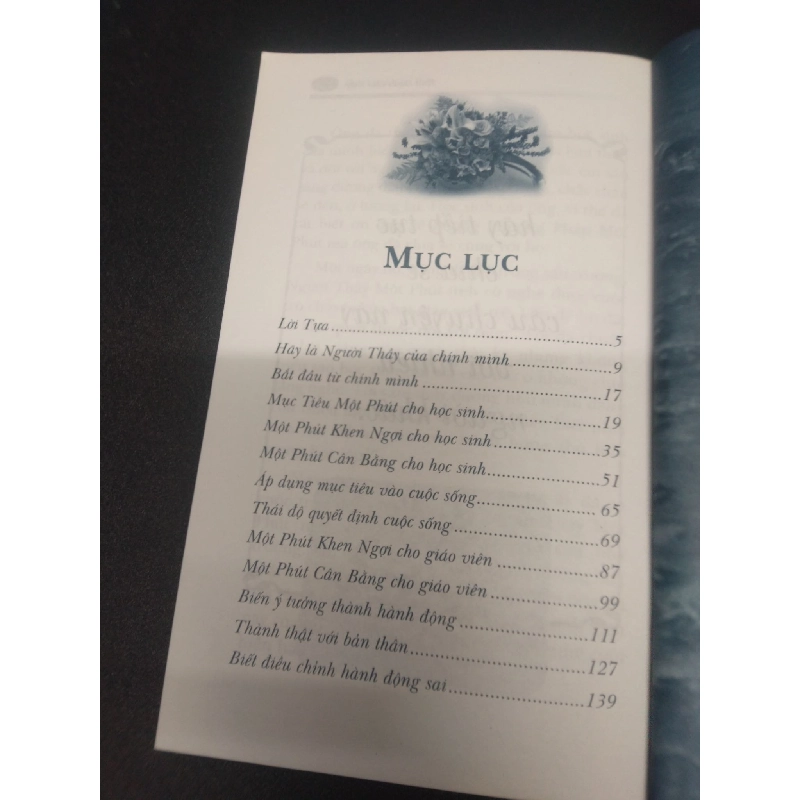 MỤC LỤC
Lời Tựa..........5
Hãy là Người Thầy của chính mình..........9
Bắt đầu từ chính mình..........17
Mục Tiêu Một Phút cho học sinh..........19
Một Phút Khen Ngợi cho học sinh..........35
Một Phút Cân Bằng cho học sinh..........51
Áp dụng mục tiêu vào cuộc sống..........65
Thái độ quyết định cuộc sống..........69
Một Phút Khen Ngợi cho giáo viên..........87
Một Phút Cân Bằng cho giáo viên..........99
Biến ý tưởng thành hành động..........111
Thành thật với bản thân..........127
Biết điều chỉnh hành động sai..........139